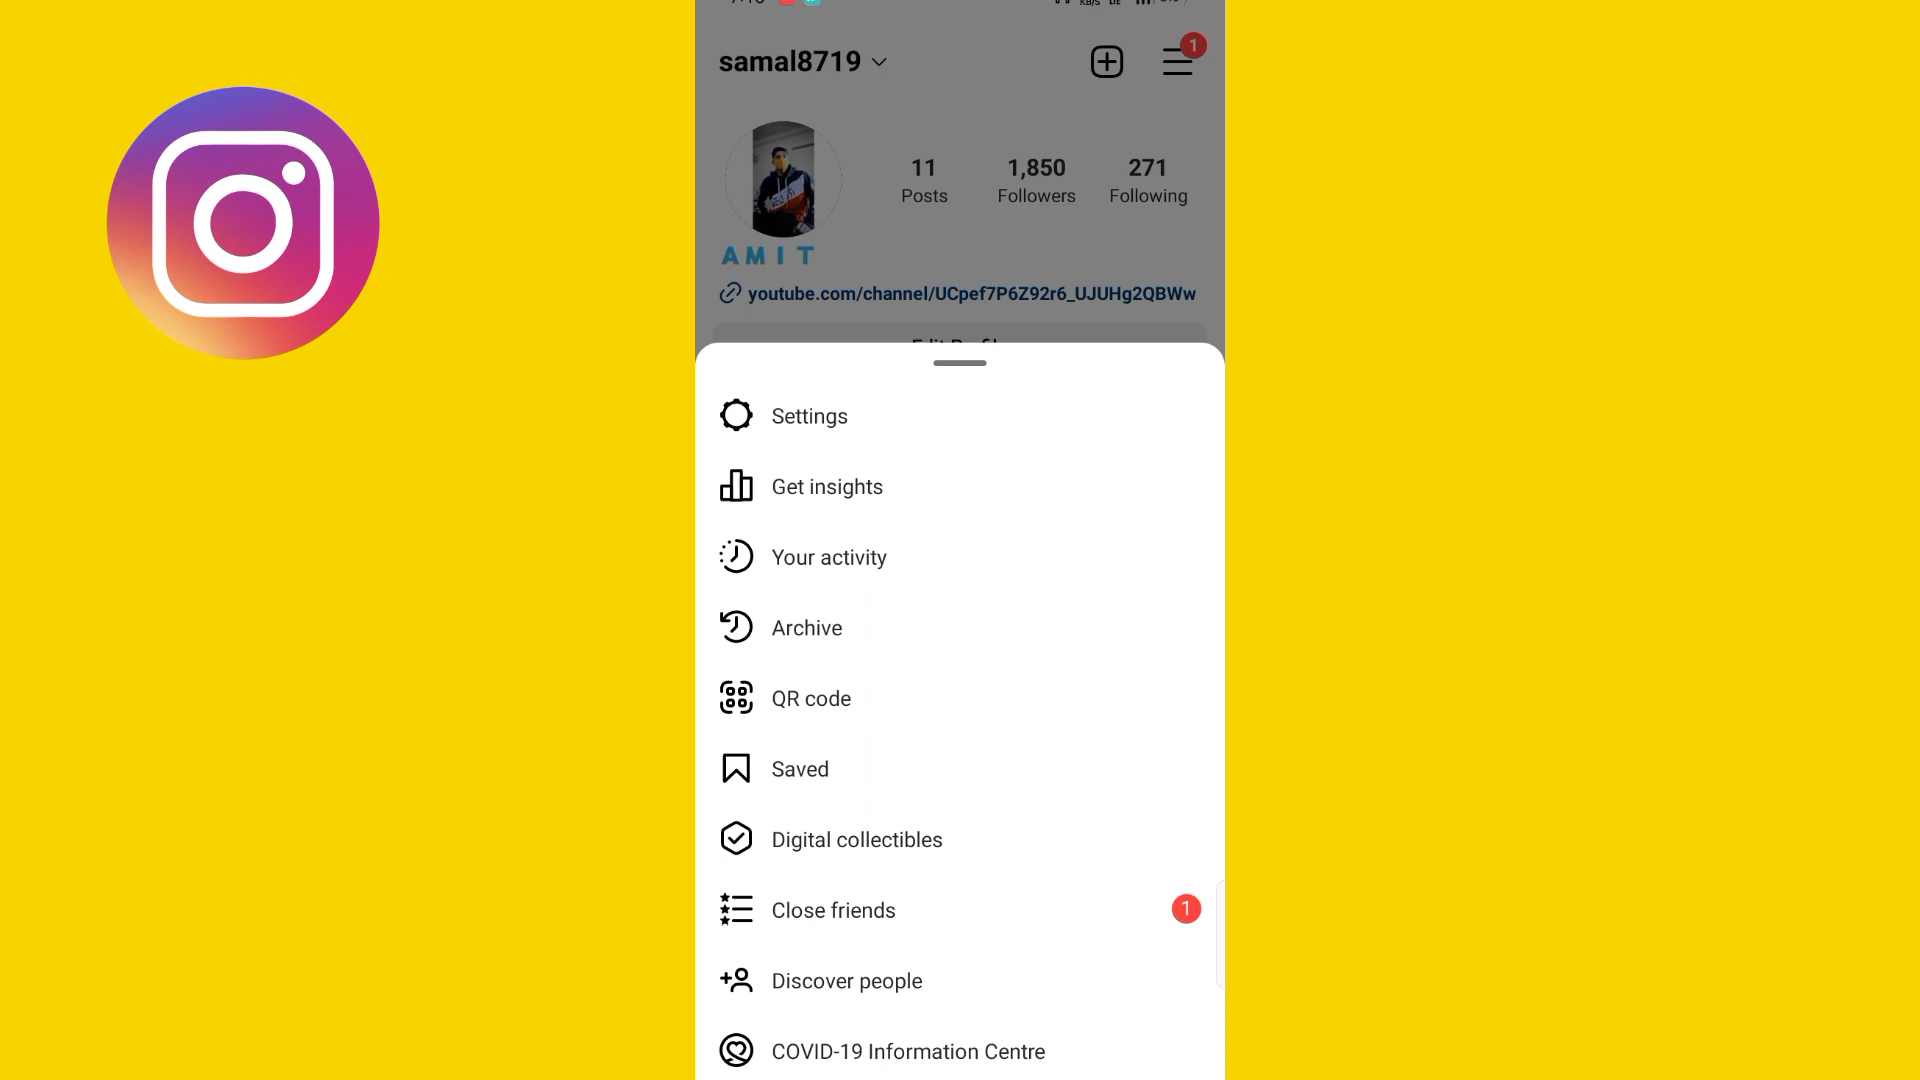 samal8719
1
11
1,850
271
Posts
Followers
Following
AMIT
youtube.com/channel/UCpef7P6Z92r6_UJUHg2QBWw
Settings
Get insights
Your activity
Archive
QR code
Saved
Digital collectibles
Close friends
1
Discover people
COVID-19 Information Centre